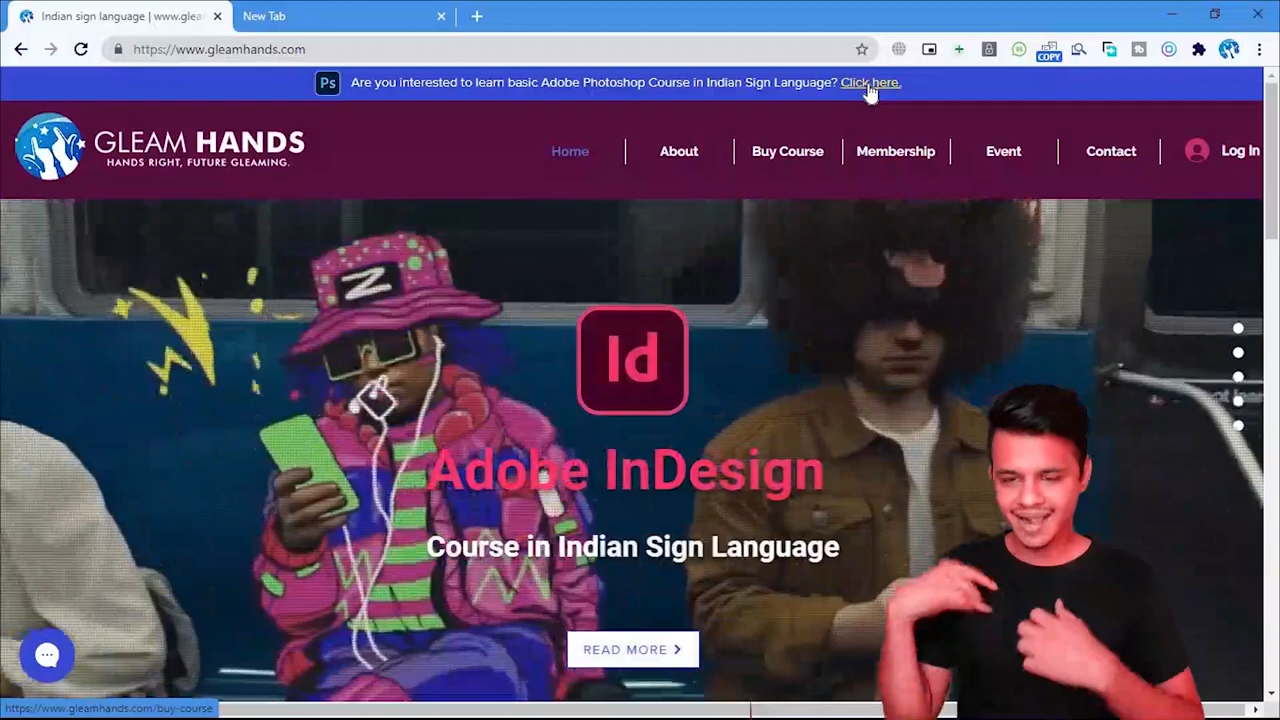 Indian sign language | www.glea
New Tab
https://www.gleamhands.com
COPY
Ps
Are you interested to learn basic Adobe Photoshop Course in Indian Sign Language? Click here.
GLEAM HANDS
HANDS RIGHT, FUTURE GLEAMING.
Home
About
Buy Course
Membership
Event
Contact
Log In
Z
Id
Adobe InDesign
Course in Indian Sign Language
READ MORE
https://www.gleamhands.com/buy-course